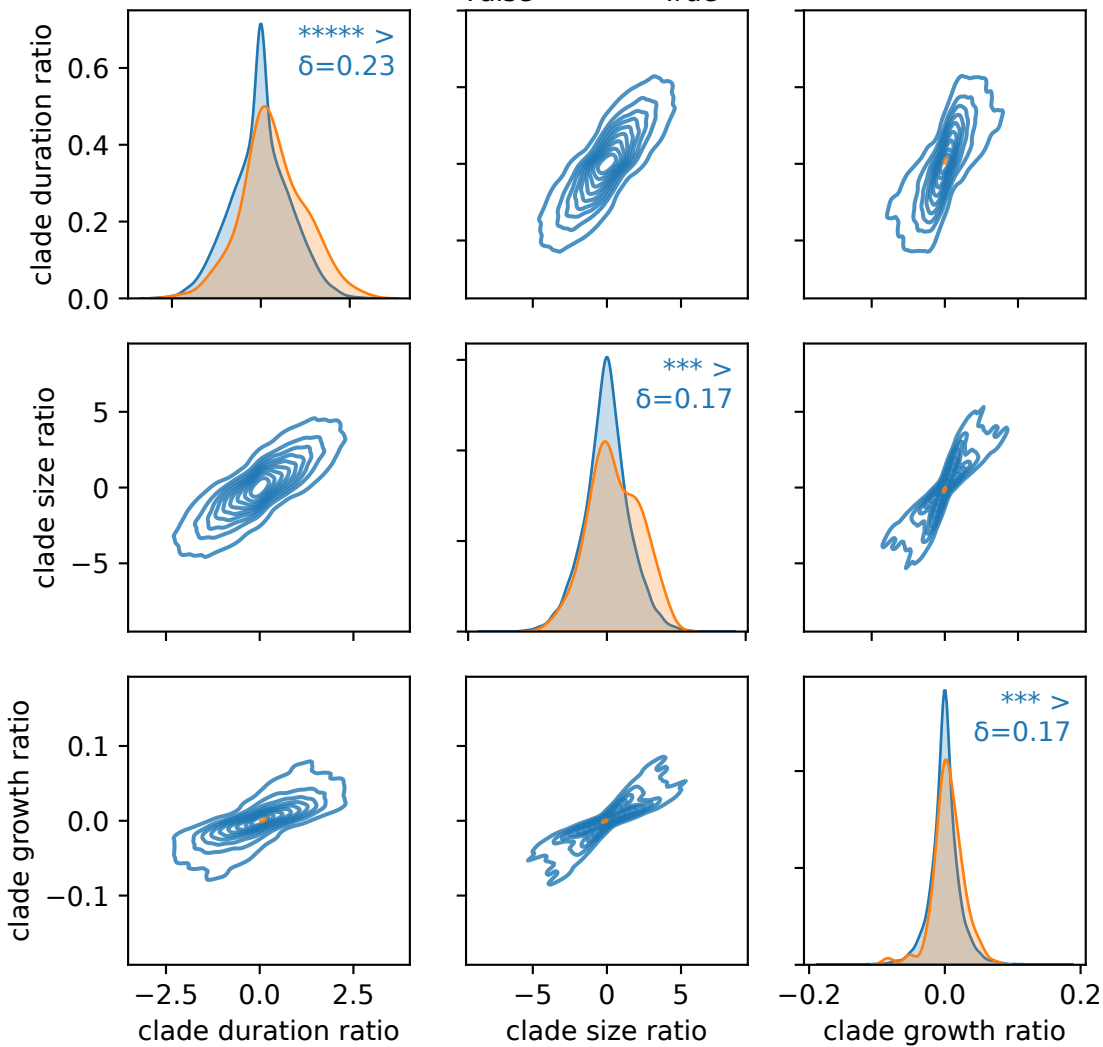 True
***** >
δ=0.23
clade duration ratio
0.6
0.4
0.2
0.0
*** >
δ=0.17
clade size ratio
5
0
−5
*** >
δ=0.17
clade growth ratio
0.1
0.0
−0.1
−2.5 0.0 2.5
−5 0 5
−0.2 0.0 0.2
clade duration ratio
clade size ratio
clade growth ratio